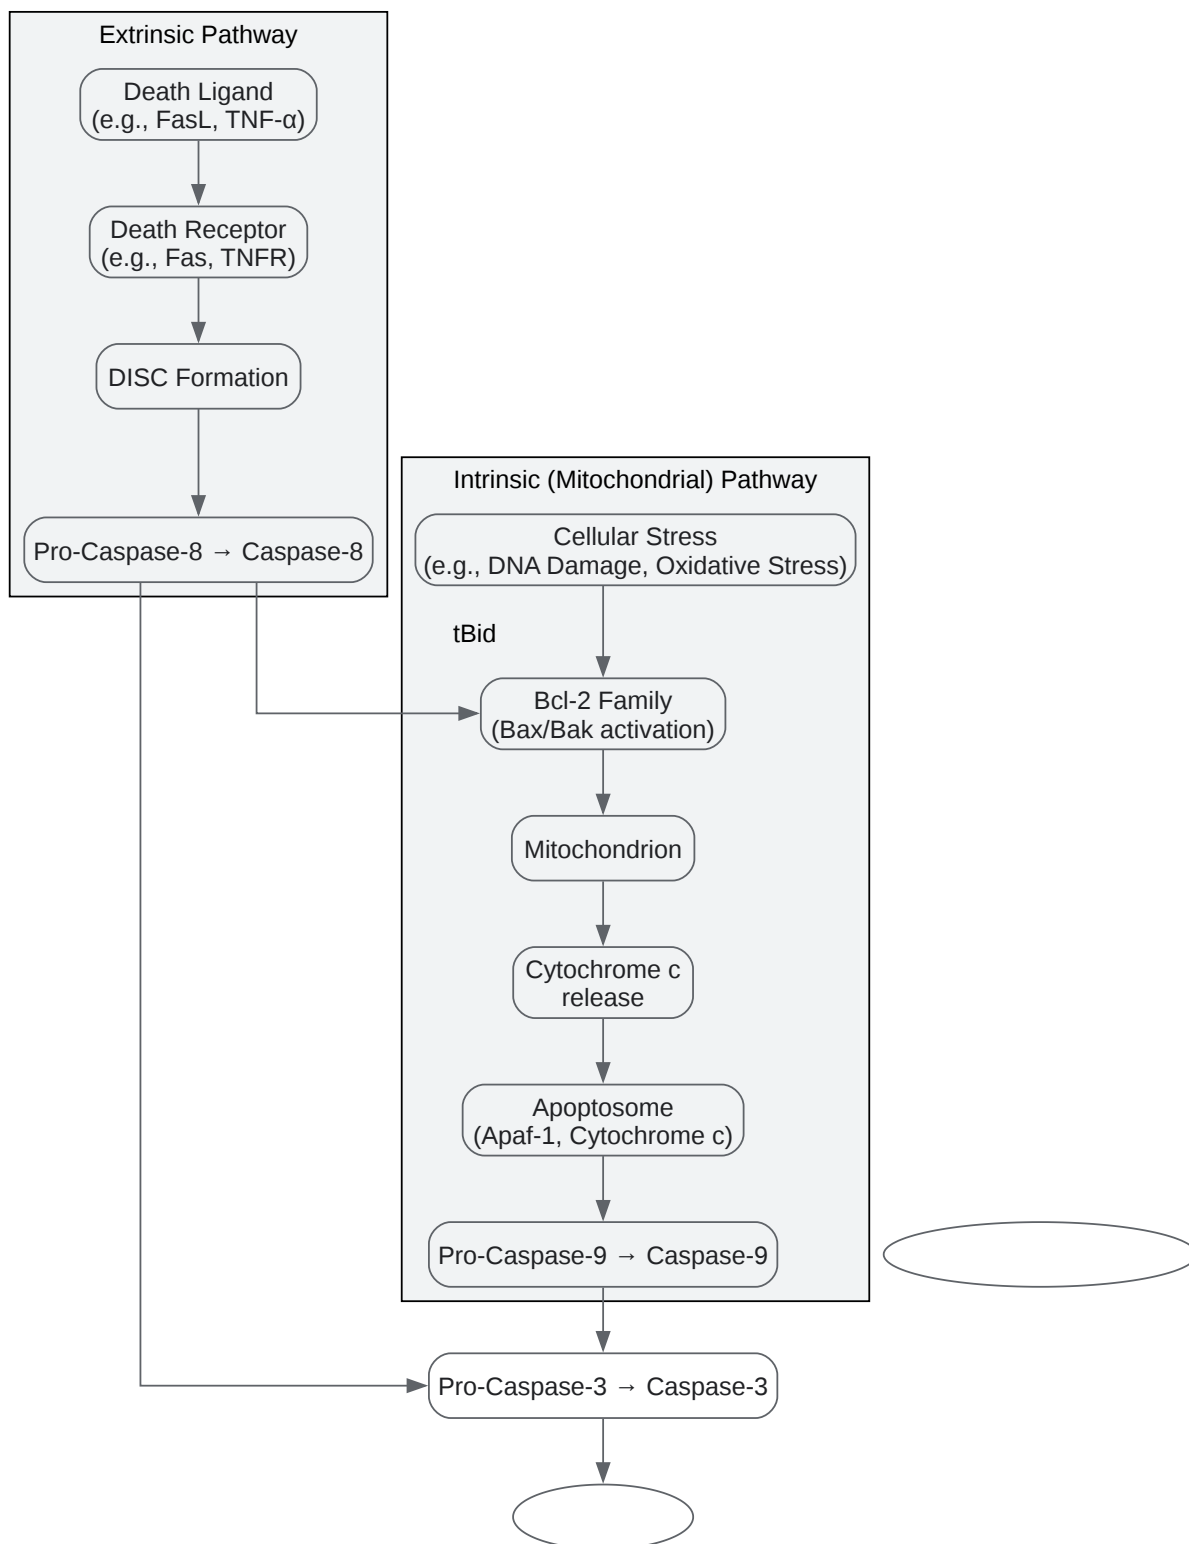 Extrinsic Pathway
Death Ligand
(e.g., FasL, TNF-α)
Death Receptor
(e.g., Fas, TNFR)
DISC Formation
Pro-Caspase-8 → Caspase-8
Intrinsic (Mitochondrial) Pathway
Cellular Stress
(e.g., DNA Damage, Oxidative Stress)
tBid
Bcl-2 Family
(Bax/Bak activation)
Mitochondrion
Cytochrome c
release
Apoptosome
(Apaf-1, Cytochrome c)
Pro-Caspase-9 → Caspase-9
Pro-Caspase-3 → Caspase-3